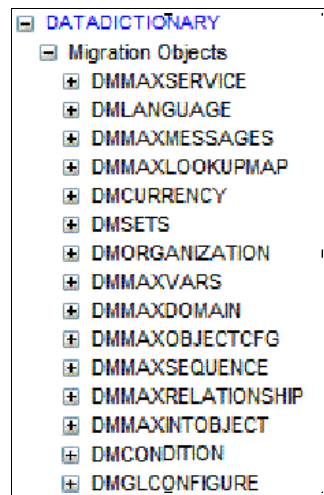 DATADICTIONARY
Migration Objects
DMMAXSERVICE
DMLANGUAGE
DMMAXMESSAGES
DMMAXLOOKUPMAP
DMCURRENCY
DMSETS
DMORGANIZATION
DMMAXVARS
DMMAXDOMAIN
DMMAXOBJECTCFG
DMMAXSEQUENCE
DMMAXRELATIONSHIP
DMMAXINTOBJECT
DMCONDITION
DMGLCONFIGURE